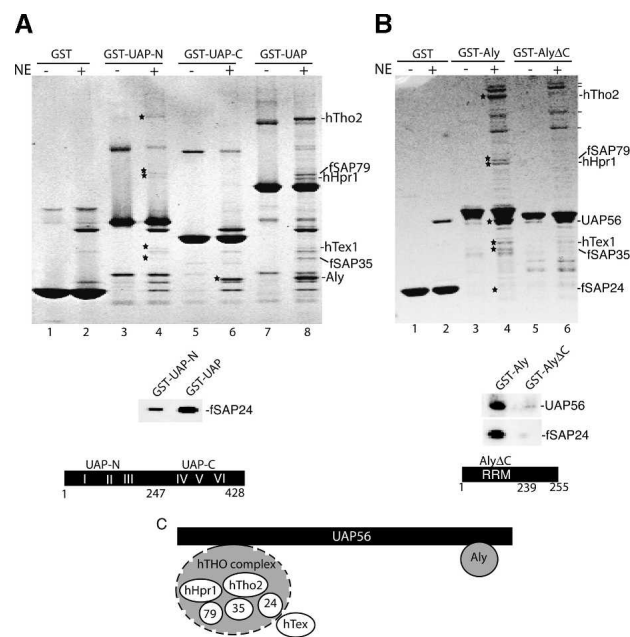 A
GST GST-UAP-N GST-UAP-C GST-UAP
NE - + - + - + - +
-hTho2
fSAP79
-hHpr1
-hTex1
fSAP35
-Aly
1 2 3 4 5 6 7 8
GST-UAP-N GST-UAP
-fSAP24
UAP-N UAP-C
I II III IV V VI
1 247 428
B
GST GST-Aly GST-AlyΔC
NE - + - + - +
-hTho2
fSAP79
hHpr1
-UAP56
-hTex1
fSAP35
-fSAP24
1 2 3 4 5 6
GST-Aly GST-AlyΔC
-UAP56
-fSAP24
AlyΔC
RRM
1 239 255
C
UAP56
hTHO complex
Aly
hHpr1 hTho2
79 35 24
hTex